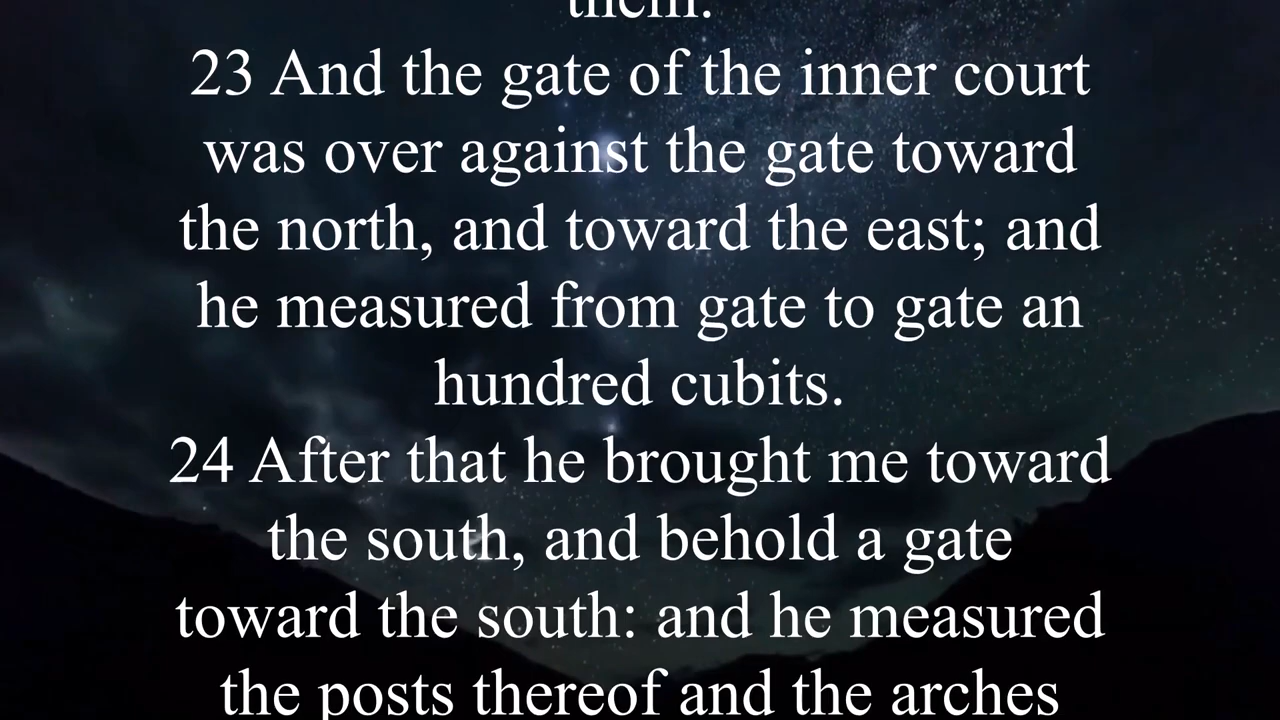 them.
23 And the gate of the inner court
was over against the gate toward
the north, and toward the east; and
he measured from gate to gate an
hundred cubits.
24 After that he brought me toward
the south, and behold a gate
toward the south: and he measured
the posts thereof and the arches